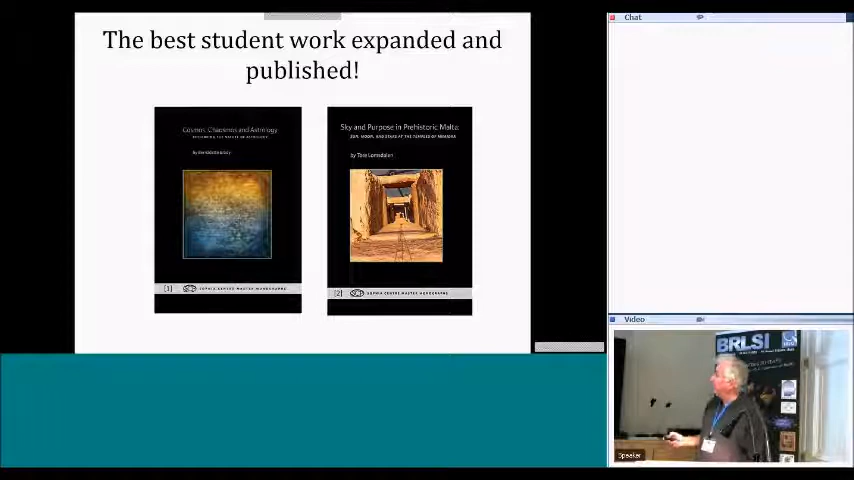 The best student work expanded and
published!
Cosmos, Chaosmos and Astrology
by Bernadette Brady
[1] SOPHIA CENTRE MASTER MONOGRAPHS
Sky and Purpose in Prehistoric Malta:
SUN, MOON, AND STARS AT THE TEMPLES OF MNAJDRA
by Tore Lomsdalen
[2] SOPHIA CENTRE MASTER MONOGRAPHS
Chat
Video
BRLSI
Speaker